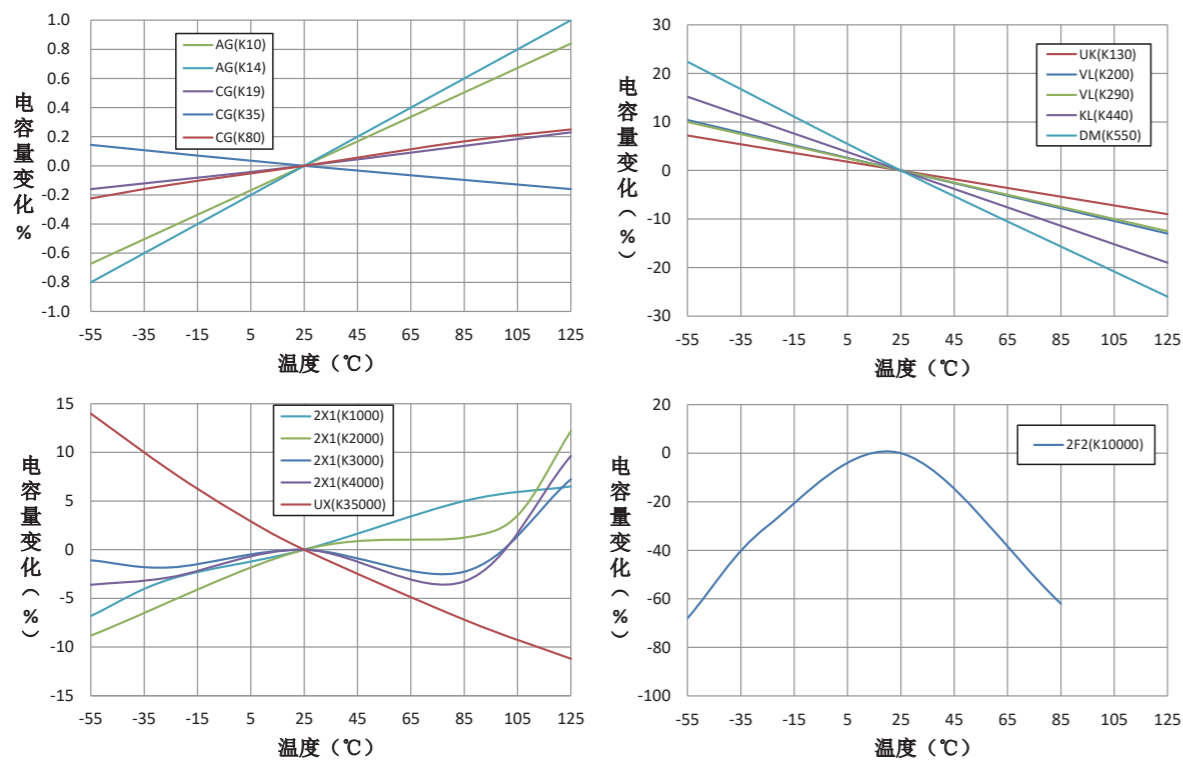 1.0
0.8
0.6
0.4
0.2
0.0
-0.2
-0.4
-0.6
-0.8
-1.0
AG(K10)
AG(K14)
CG(K19)
CG(K35)
CG(K80)
电容量变化%
-55 -35 -15 5 25 45 65 85 105 125
温度(℃)
30
20
10
0
-10
-20
-30
UK(K130)
VL(K200)
VL(K290)
KL(K440)
DM(K550)
电容量变化(%)
-55 -35 -15 5 25 45 65 85 105 125
温度(℃)
15
10
5
0
-5
-10
-15
2X1(K1000)
2X1(K2000)
2X1(K3000)
2X1(K4000)
UX(K35000)
电容量变化(%)
-55 -35 -15 5 25 45 65 85 105 125
温度(℃)
20
0
-20
-40
-60
-80
-100
2F2(K10000)
电容量变化(%)
-55 -35 -15 5 25 45 65 85 105 125
温度(℃)